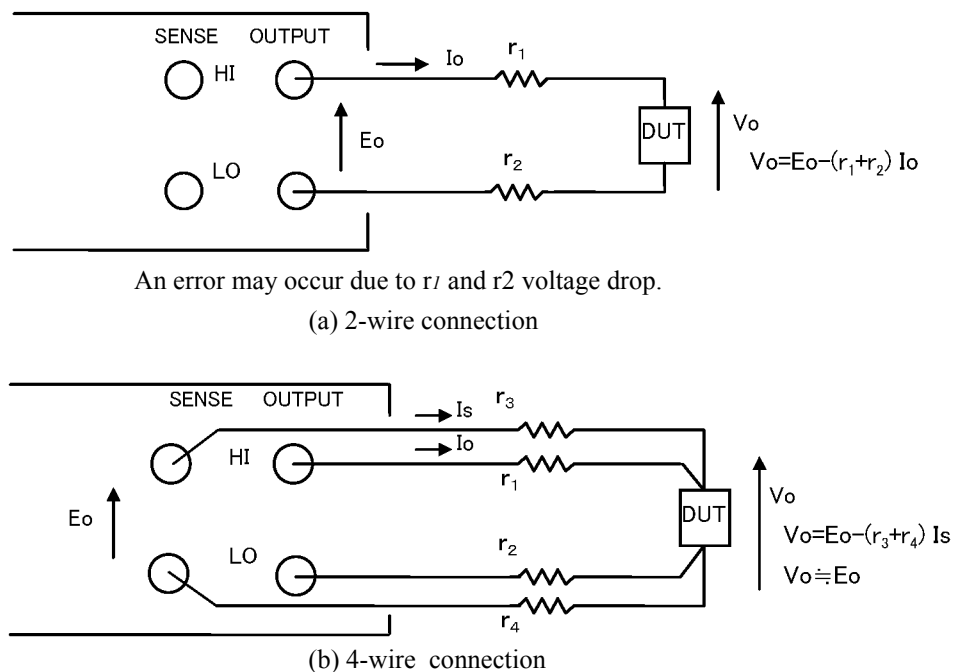 SENSE OUTPUT
Io
r1
HI
DUT
Vo
Eo
Vo=Eo-(r1+r2) Io
LO
r2
An error may occur due to r1 and r2 voltage drop.
(a) 2-wire connection
SENSE OUTPUT
Is
r3
HI
Io
r1
Vo
DUT
Eo
Vo=Eo-(r3+r4) Is
LO
r2
Vo≒Eo
r4
(b) 4-wire connection